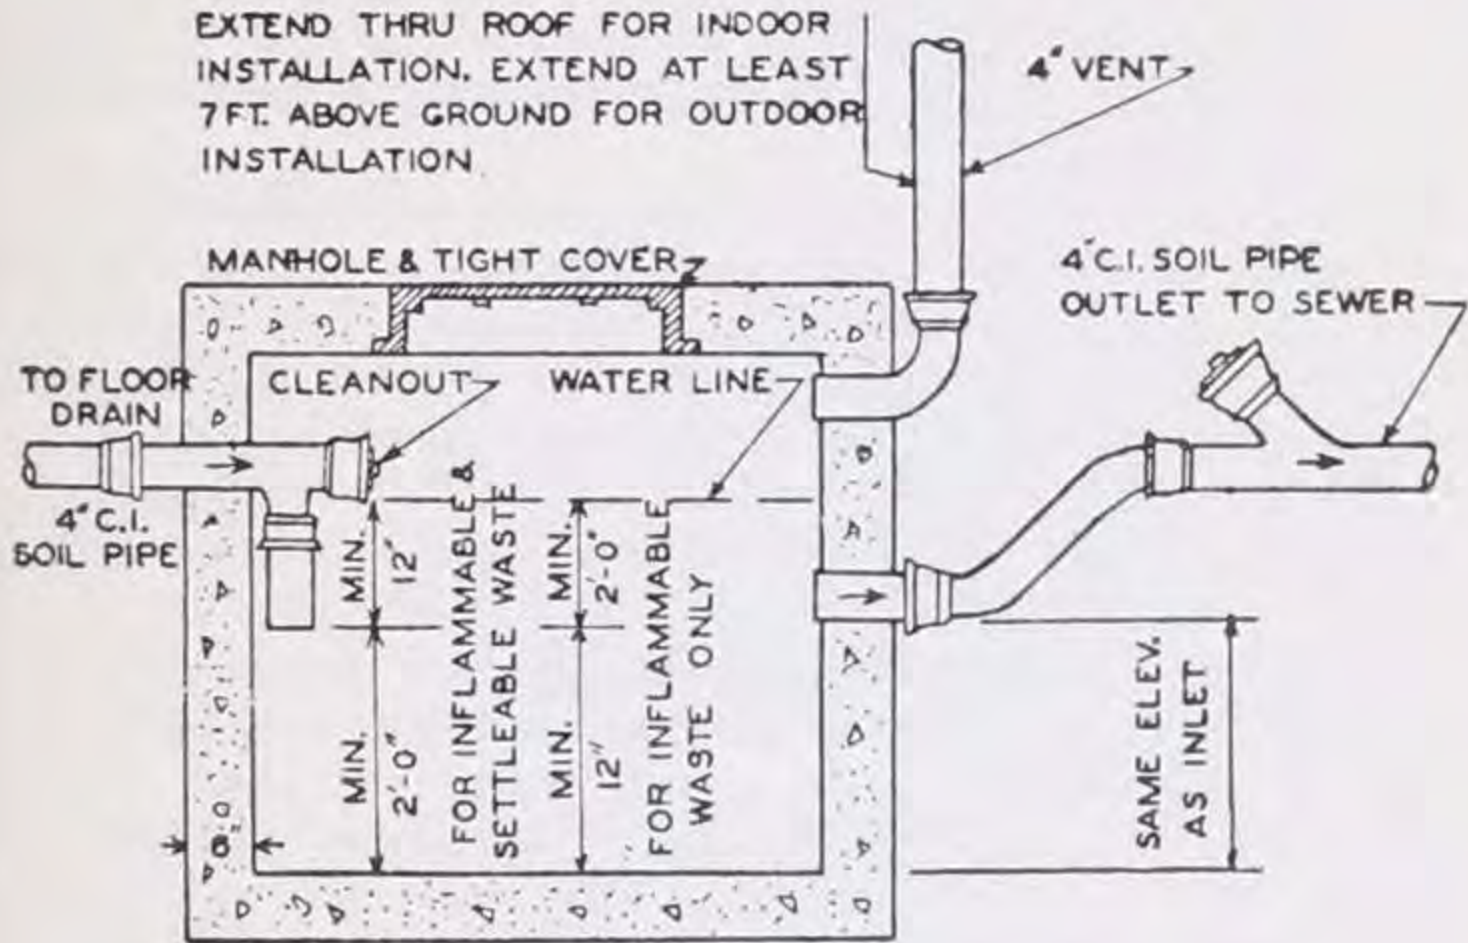 EXTEND THRU ROOF FOR INDOOR
INSTALLATION. EXTEND AT LEAST
7 FT. ABOVE GROUND FOR OUTDOOR
INSTALLATION
4" VENT
MANHOLE & TIGHT COVER
4" C.I. SOIL PIPE
OUTLET TO SEWER
TO FLOOR
DRAIN
CLEANOUT
WATER LINE
4" C.I.
SOIL PIPE
MIN.
12"
FOR INFLAMMABLE &
SETTLEABLE WASTE
MIN.
2'-0"
FOR INFLAMMABLE
WASTE ONLY
MIN.
2'-0"
MIN.
12"
SAME ELEV.
AS INLET
8"